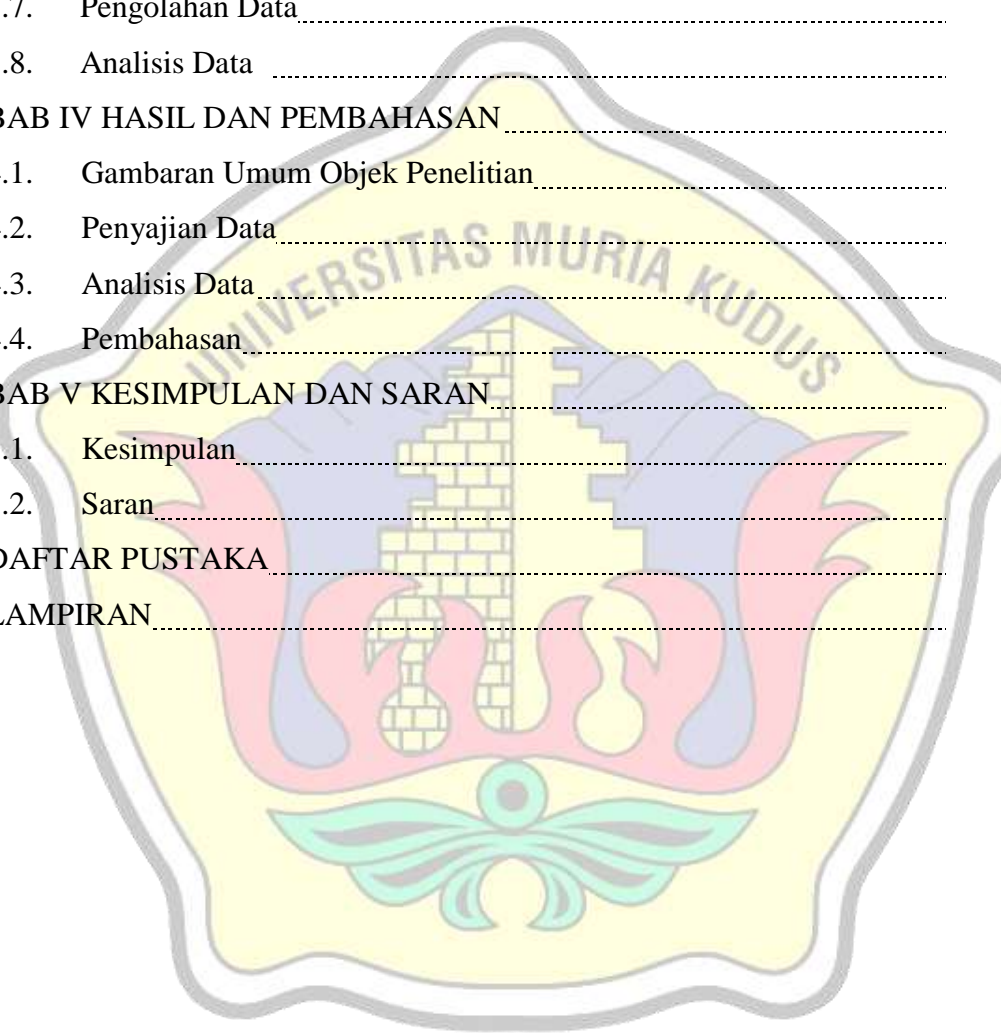 .7. Pengolahan Data
.8. Analisis Data
BAB IV HASIL DAN PEMBAHASAN
.1. Gambaran Umum Objek Penelitian
.2. Penyajian Data
.3. Analisis Data
.4. Pembahasan
BAB V KESIMPULAN DAN SARAN
.1. Kesimpulan
.2. Saran
DAFTAR PUSTAKA
LAMPIRAN
UNIVERSITAS MURIA KUDUS